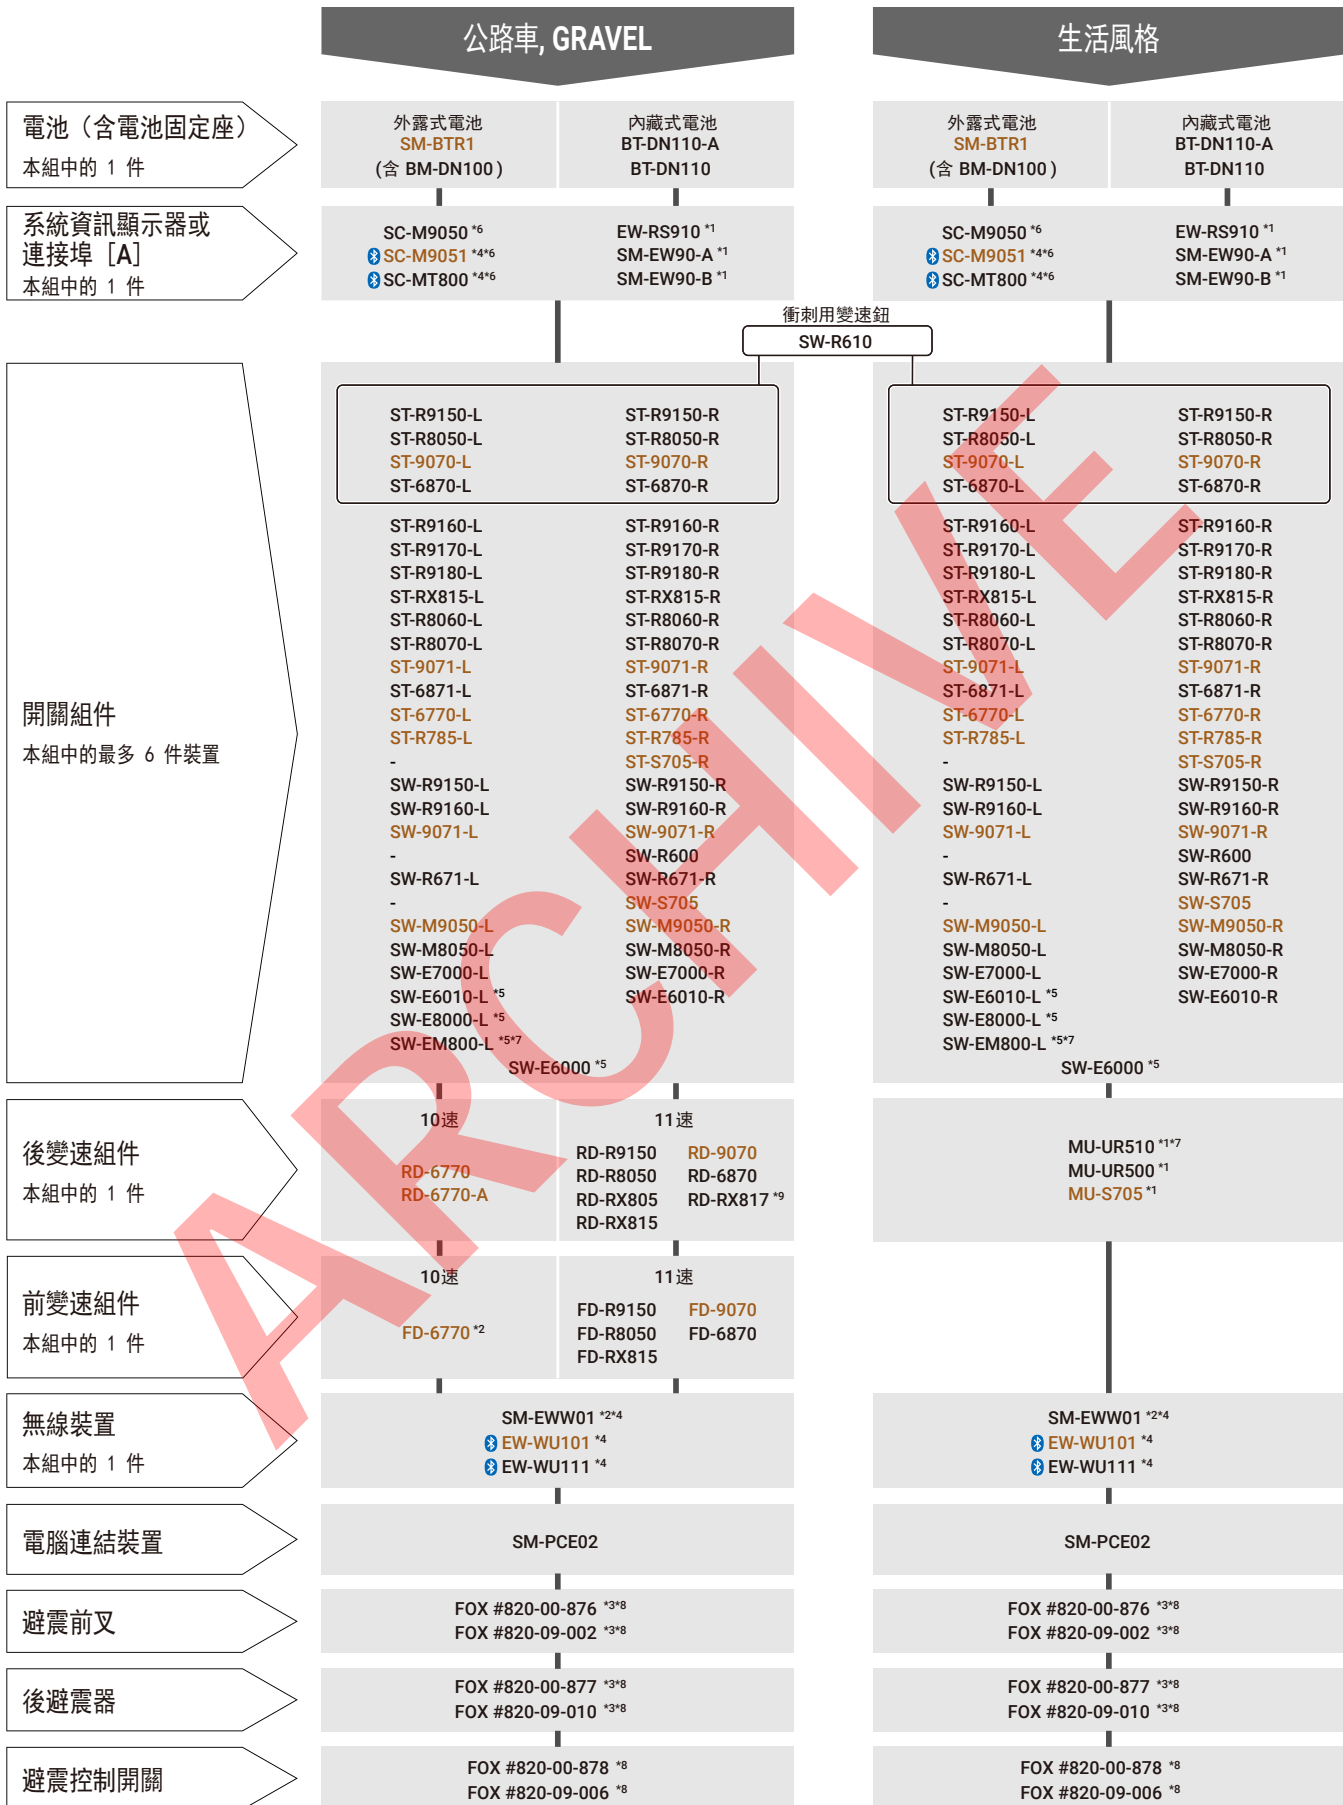 公路車, GRAVEL
生活風格
電池（含電池固定座）
本組中的 1 件
外露式電池
SM-BTR1
(含 BM-DN100 )
內藏式電池
BT-DN110-A
BT-DN110
外露式電池
SM-BTR1
(含 BM-DN100 )
內藏式電池
BT-DN110-A
BT-DN110
系統資訊顯示器或
連接埠［A］
本組中的 1 件
SC-M9050 *6
SC-M9051 *4*6
SC-MT800 *4*6
EW-RS910 *1
SM-EW90-A *1
SM-EW90-B *1
SC-M9050 *6
SC-M9051 *4*6
SC-MT800 *4*6
EW-RS910 *1
SM-EW90-A *1
SM-EW90-B *1
衝刺用變速鈕
SW-R610
開關組件
本組中的最多 6 件裝置
ST-R9150-L ST-R9150-R
ST-R8050-L ST-R8050-R
ST-9070-L ST-9070-R
ST-6870-L ST-6870-R
ST-R9160-L ST-R9160-R
ST-R9170-L ST-R9170-R
ST-R9180-L ST-R9180-R
ST-RX815-L ST-RX815-R
ST-R8060-L ST-R8060-R
ST-R8070-L ST-R8070-R
ST-9071-L ST-9071-R
ST-6871-L ST-6871-R
ST-6770-L ST-6770-R
ST-R785-L ST-R785-R
- ST-S705-R
SW-R9150-L SW-R9150-R
SW-R9160-L SW-R9160-R
SW-9071-L SW-9071-R
- SW-R600
SW-R671-L SW-R671-R
- SW-S705
SW-M9050-L SW-M9050-R
SW-M8050-L SW-M8050-R
SW-E7000-L SW-E7000-R
SW-E6010-L *5 SW-E6010-R
SW-E8000-L *5
SW-EM800-L *5*7
SW-E6000 *5
ST-R9150-L ST-R9150-R
ST-R8050-L ST-R8050-R
ST-9070-L ST-9070-R
ST-6870-L ST-6870-R
ST-R9160-L ST-R9160-R
ST-R9170-L ST-R9170-R
ST-R9180-L ST-R9180-R
ST-RX815-L ST-RX815-R
ST-R8060-L ST-R8060-R
ST-R8070-L ST-R8070-R
ST-9071-L ST-9071-R
ST-6871-L ST-6871-R
ST-6770-L ST-6770-R
ST-R785-L ST-R785-R
- ST-S705-R
SW-R9150-L SW-R9150-R
SW-R9160-L SW-R9160-R
SW-9071-L SW-9071-R
- SW-R600
SW-R671-L SW-R671-R
- SW-S705
SW-M9050-L SW-M9050-R
SW-M8050-L SW-M8050-R
SW-E7000-L SW-E7000-R
SW-E6010-L *5 SW-E6010-R
SW-E8000-L *5
SW-EM800-L *5*7
SW-E6000 *5
後變速組件
本組中的 1 件
10速
RD-6770
RD-6770-A
11速
RD-R9150 RD-9070
RD-R8050 RD-6870
RD-RX805 RD-RX817 *9
RD-RX815
MU-UR510 *1*7
MU-UR500 *1
MU-S705 *1
前變速組件
本組中的 1 件
10速
FD-6770 *2
11速
FD-R9150 FD-9070
FD-R8050 FD-6870
FD-RX815
無線裝置
本組中的 1 件
SM-EWW01 *2*4
EW-WU101 *4
EW-WU111 *4
SM-EWW01 *2*4
EW-WU101 *4
EW-WU111 *4
電腦連結裝置
SM-PCE02
SM-PCE02
避震前叉
FOX #820-00-876 *3*8
FOX #820-09-002 *3*8
FOX #820-00-876 *3*8
FOX #820-09-002 *3*8
後避震器
FOX #820-00-877 *3*8
FOX #820-09-010 *3*8
FOX #820-00-877 *3*8
FOX #820-09-010 *3*8
避震控制開關
FOX #820-00-878 *8
FOX #820-09-006 *8
FOX #820-00-878 *8
FOX #820-09-006 *8
ARCHIVE